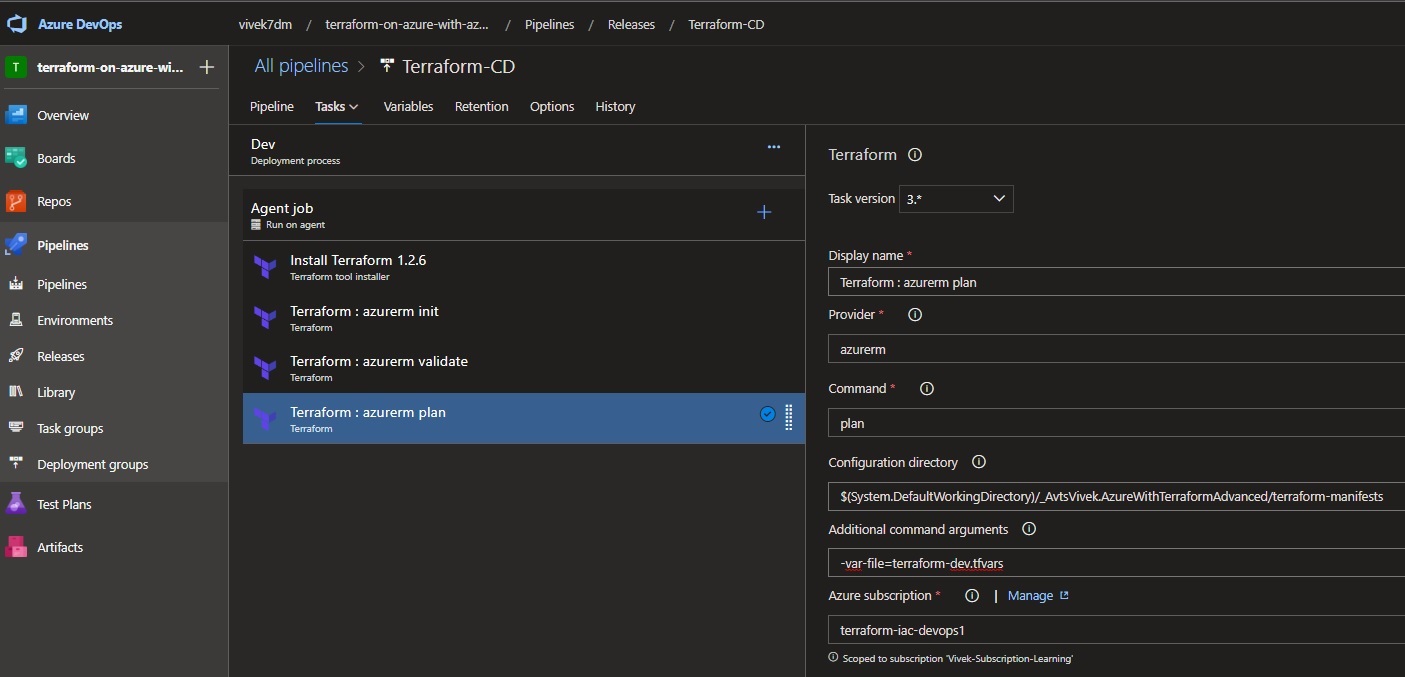 Azure DevOps
vivek7dm / terraform-on-azure-with-az... / Pipelines / Releases / Terraform-CD
T terraform-on-azure-wi...
Overview
Boards
Repos
Pipelines
Pipelines
Environments
Releases
Library
Task groups
Deployment groups
Test Plans
Artifacts
All pipelines > Terraform-CD
Pipeline Tasks Variables Retention Options History
Dev
Deployment process
Agent job
Run on agent
Install Terraform 1.2.6
Terraform tool installer
Terraform : azurerm init
Terraform
Terraform : azurerm validate
Terraform
Terraform : azurerm plan
Terraform
Terraform
Task version 3.*
Display name *
Terraform : azurerm plan
Provider *
azurerm
Command *
plan
Configuration directory
$(System.DefaultWorkingDirectory)/_AvtsVivek.AzureWithTerraformAdvanced/terraform-manifests
Additional command arguments
-var-file=terraform-dev.tfvars
Azure subscription * | Manage
terraform-iac-devops1
Scoped to subscription 'Vivek-Subscription-Learning'